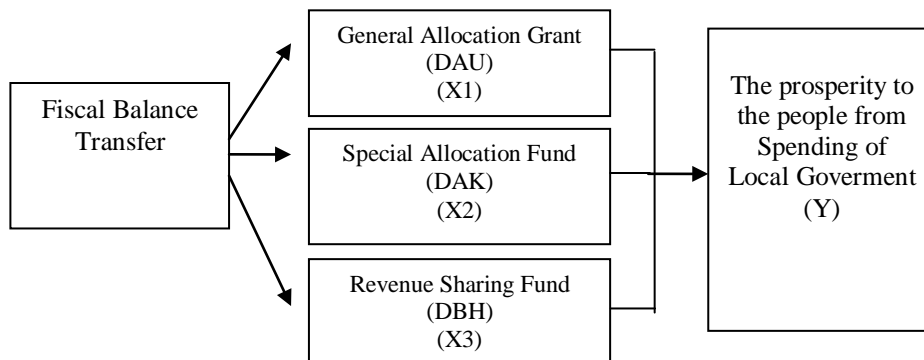 Fiscal Balance
Transfer
General Allocation Grant
(DAU)
(X1)
Special Allocation Fund
(DAK)
(X2)
Revenue Sharing Fund
(DBH)
(X3)
The prosperity to
the people from
Spending of
Local Goverment
(Y)